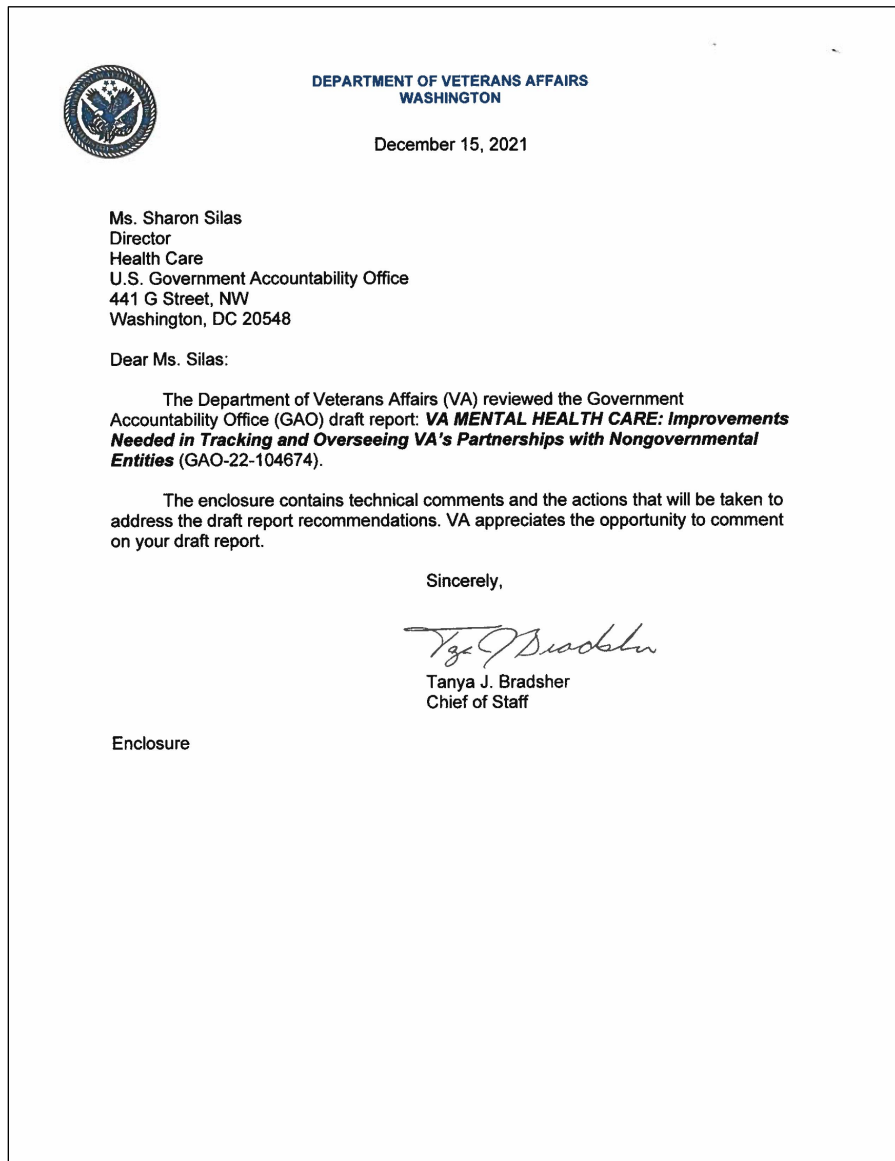 DEPARTMENT OF VETERANS AFFAIRS
WASHINGTON
December 15, 2021
Ms. Sharon Silas
Director
Health Care
U.S. Government Accountability Office
441 G Street, NW
Washington, DC 20548
Dear Ms. Silas:
The Department of Veterans Affairs (VA) reviewed the Government
Accountability Office (GAO) draft report: VA MENTAL HEALTH CARE: Improvements
Needed in Tracking and Overseeing VA's Partnerships with Nongovernmental
Entities (GAO-22-104674).
The enclosure contains technical comments and the actions that will be taken to
address the draft report recommendations. VA appreciates the opportunity to comment
on your draft report.
Sincerely,
Tanya J. Bradsher
Chief of Staff
Enclosure